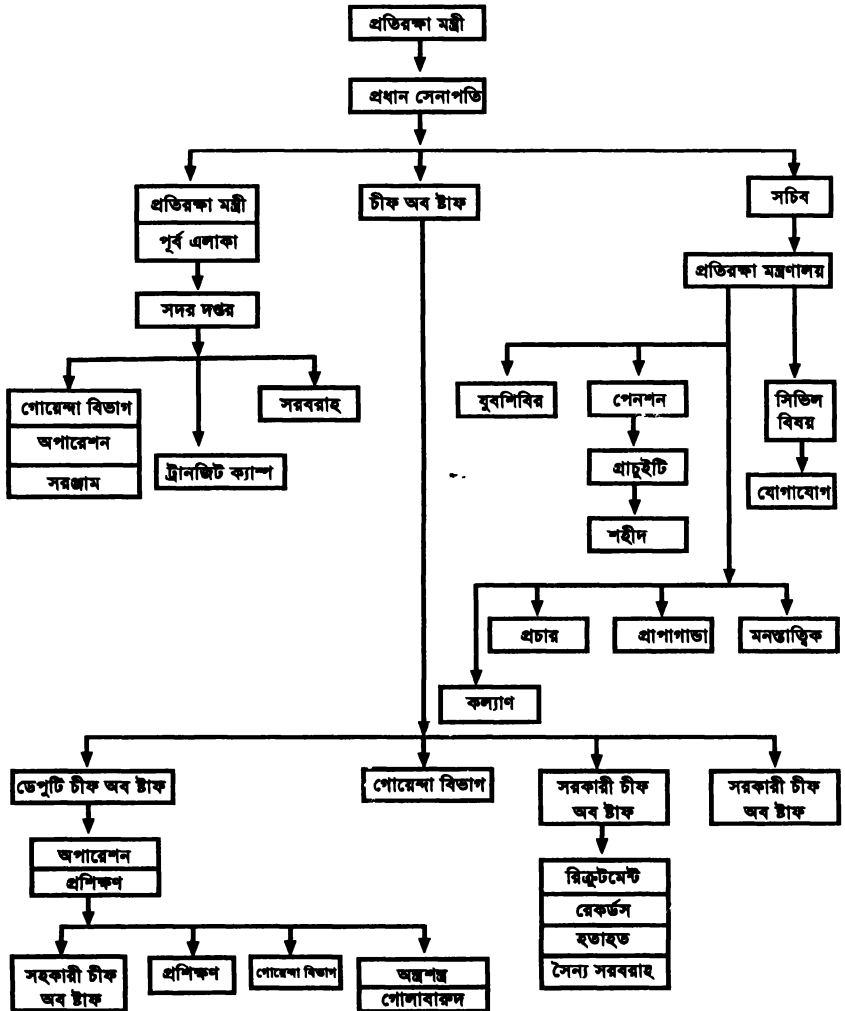 প্রতিরক্ষা মন্ত্রী
প্রধান সেনাপতি
প্রতিরক্ষা মন্ত্রী
পূর্ব এলাকা
চীফ অব ষ্টাফ
সচিব
প্রতিরক্ষা মন্ত্রণালয়
সদর দপ্তর
গোয়েন্দা বিভাগ
অপারেশন
সরঞ্জাম
ট্রানজিট ক্যাম্প
সরবরাহ
যুবশিবির
পেনশন
গ্রাচুইটি
শহীদ
সিভিল
বিষয়
যোগাযোগ
প্রচার
প্রাপাগান্ডা
মনস্তাত্বিক
কল্যাণ
ডেপুটি চীফ অব ষ্টাফ
গোয়েন্দা বিভাগ
সরকারী চীফ
অব ষ্টাফ
সরকারী চীফ
অব ষ্টাফ
অপারেশন
প্রশিক্ষণ
রিক্রুটমেন্ট
রেকর্ডস
হতাহত
সৈন্য সরবরাহ
সহকারী চীফ
অব ষ্টাফ
প্রশিক্ষণ
গোয়েন্দা বিভাগ
অস্ত্রশস্ত্র
গোলাবারুদ